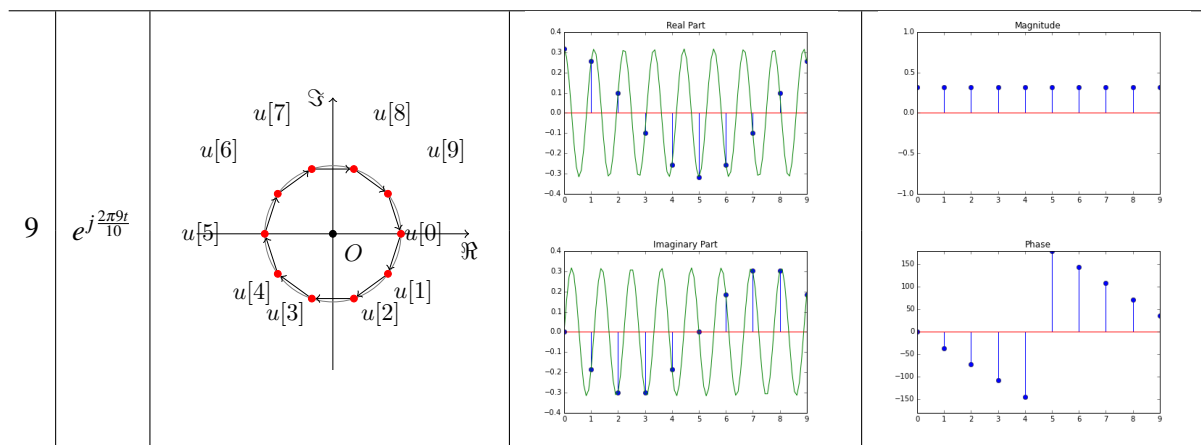 9
e^{j\frac{2π9t}{10}}
ℑ
u[7] u[8]
u[6] u[9]
u[5] u[0]
O ℜ
u[4] u[1]
u[3] u[2]
Real Part
0.4
0.3
0.2
0.1
0.0
−0.1
−0.2
−0.3
−0.4
0 1 2 3 4 5 6 7 8 9
Imaginary Part
0.4
0.3
0.2
0.1
0.0
−0.1
−0.2
−0.3
−0.4
0 1 2 3 4 5 6 7 8 9
Magnitude
1.0
0.5
0.0
−0.5
−1.0
0 1 2 3 4 5 6 7 8 9
Phase
150
100
50
0
−50
−100
−150
0 1 2 3 4 5 6 7 8 9